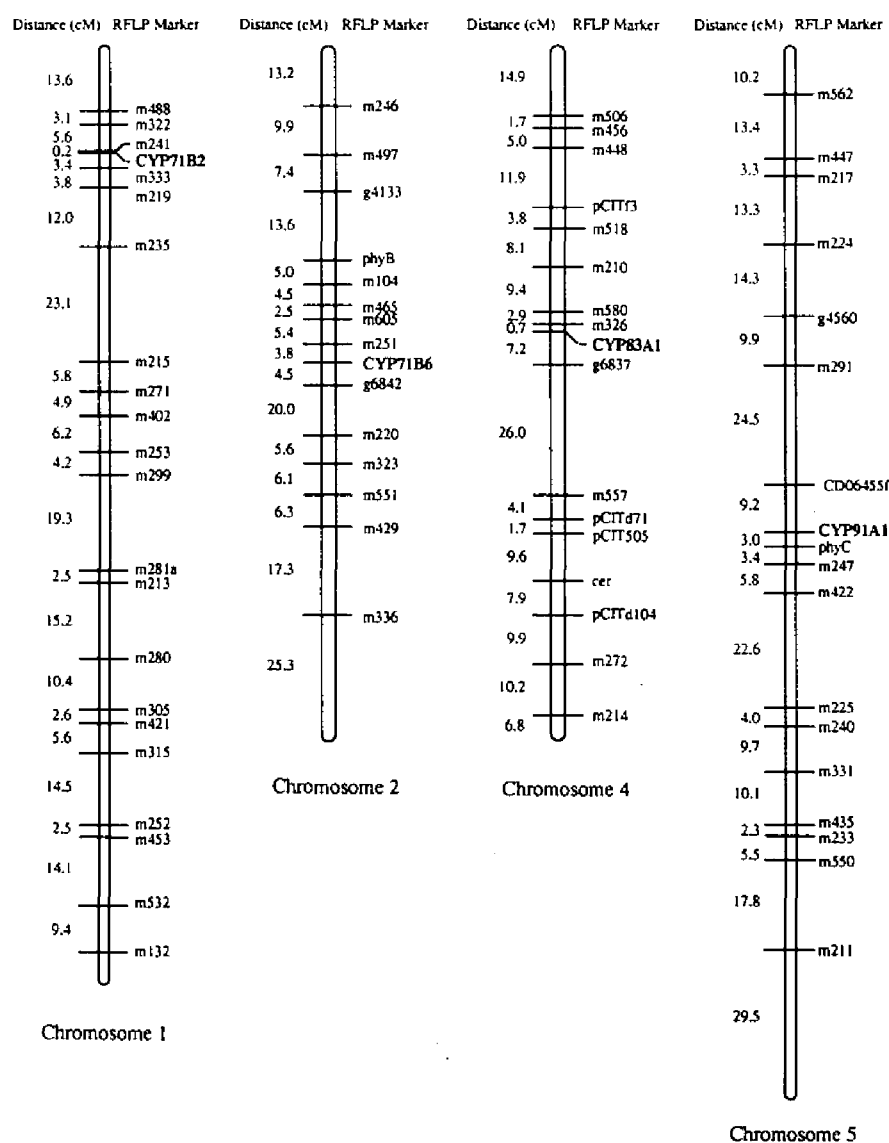 Distance (cM) RFLP Marker
13.6
m488
3.1
m322
5.6
m241
0.2
CYP71B2
3.4
m333
3.8
m219
12.0
m235
23.1
m215
5.8
m271
4.9
m402
6.2
m253
4.2
m299
19.3
m281a
2.5
m213
15.2
m280
10.4
m305
2.6
m421
5.6
m315
14.5
m252
2.5
m453
14.1
m532
9.4
m132
Chromosome 1
Distance (cM) RFLP Marker
13.2
m246
9.9
m497
7.4
g4133
13.6
phyB
5.0
m104
4.5
m465
2.5
m605
5.4
m251
3.8
CYP71B6
4.5
g6842
20.0
m220
5.6
m323
6.1
m551
6.3
m429
17.3
m336
25.3
Chromosome 2
Distance (cM) RFLP Marker
14.9
m506
1.7
m456
5.0
m448
11.9
pCITf3
3.8
m518
8.1
m210
9.4
m580
2.9
m326
0.7
CYP83A1
7.2
g6837
26.0
m557
4.1
pCITd71
1.7
pCIT505
9.6
cer
7.9
pCITd104
9.9
m272
10.2
m214
6.8
Chromosome 4
Distance (cM) RFLP Marker
10.2
m562
13.4
m447
3.3
m217
13.3
m224
14.3
g4560
9.9
m291
24.5
CD06455f
9.2
CYP91A1
3.0
phyC
3.4
m247
5.8
m422
22.6
m225
4.0
m240
9.7
m331
10.1
m435
2.3
m233
5.5
m550
17.8
m211
29.5
Chromosome 5